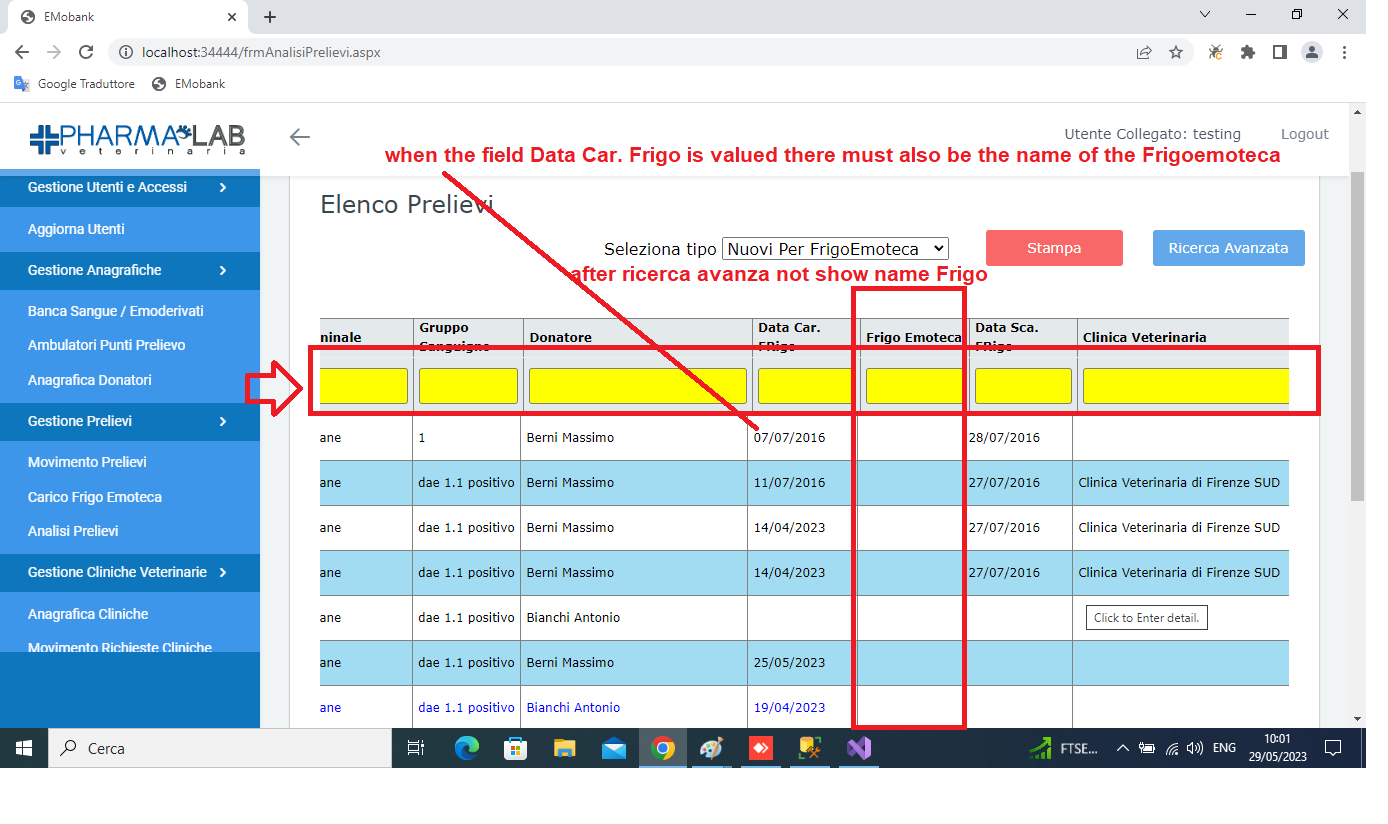 EMobank
localhost:34444/frmAnalisiPrelievi.aspx
Google Traduttore
EMobank
PHARMA LAB
veterinaria
Utente Collegato: testing
Logout
when the field Data Car. Frigo is valued there must also be the name of the Frigoemoteca
Gestione Utenti e Accessi
Aggiorna Utenti
Gestione Anagrafiche
Banca Sangue / Emoderivati
Ambulatori Punti Prelievo
Anagrafica Donatori
Gestione Prelievi
Movimento Prelievi
Carico Frigo Emoteca
Analisi Prelievi
Gestione Cliniche Veterinarie
Anagrafica Cliniche
Movimento Richieste Cliniche
Elenco Prelievi
Seleziona tipo Nuovi Per FrigoEmoteca
Stampa
Ricerca Avanzata
after ricerca avanza not show name Frigo
ninale Gruppo Sanguigno Donatore Data Car. FRigo Frigo Emoteca Data Sca. FRigo Clinica Veterinaria
ane 1 Berni Massimo 07/07/2016 28/07/2016
ane dae 1.1 positivo Berni Massimo 11/07/2016 27/07/2016 Clinica Veterinaria di Firenze SUD
ane dae 1.1 positivo Berni Massimo 14/04/2023 27/07/2016 Clinica Veterinaria di Firenze SUD
ane dae 1.1 positivo Berni Massimo 14/04/2023 27/07/2016 Clinica Veterinaria di Firenze SUD
ane dae 1.1 positivo Bianchi Antonio Click to Enter detail.
ane dae 1.1 positivo Berni Massimo 25/05/2023
ane dae 1.1 positivo Bianchi Antonio 19/04/2023
Cerca
FTSE...
ENG
10:01
29/05/2023